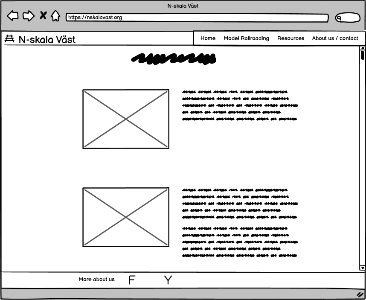 N-skala Väst
https://nskalavast.org
N-skala Väst
Home Model Railroading Resources About us / contact
More about us F Y